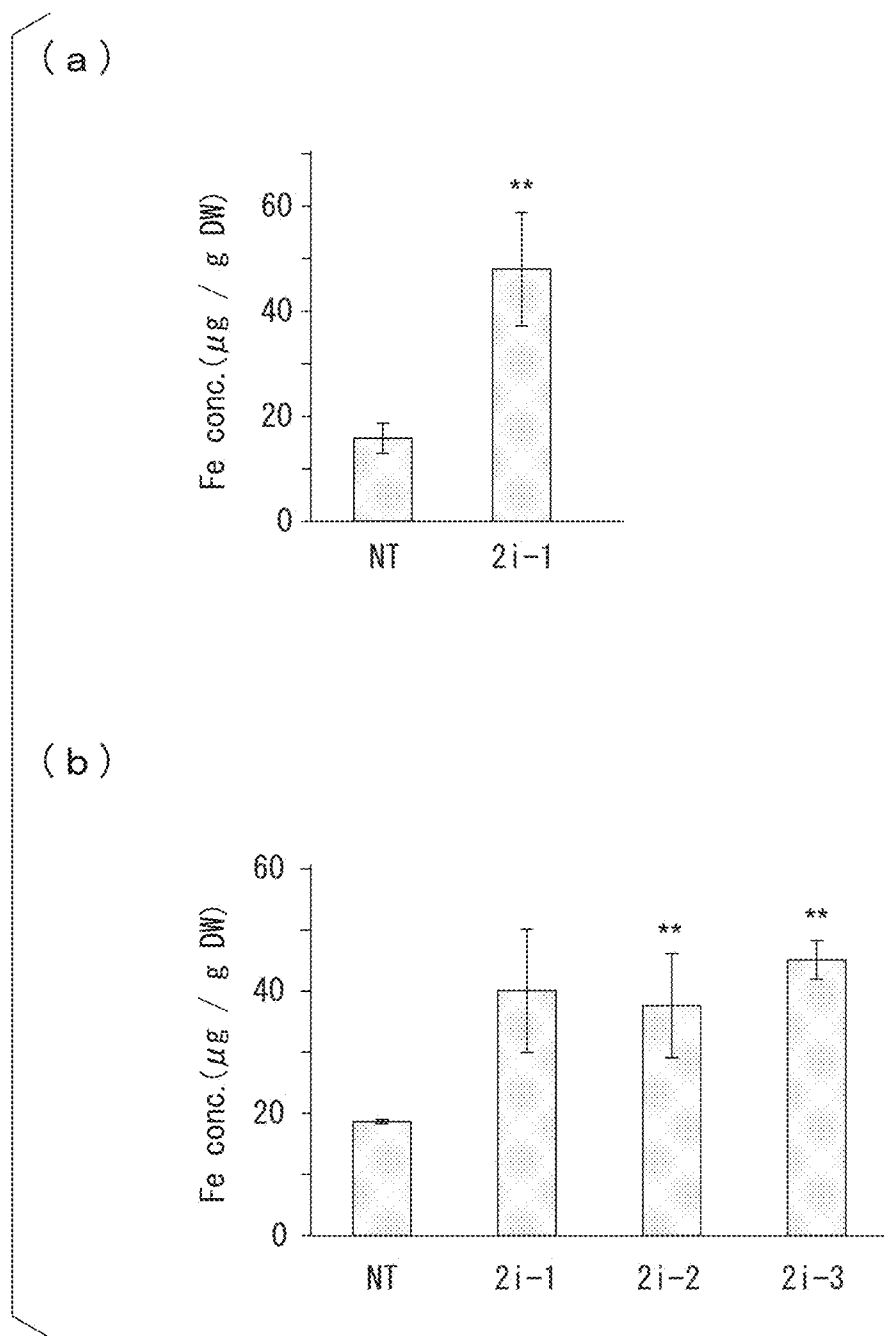 (a)
Fe conc.(μg / g DW)
60
40
20
0
**
NT
2i-1
(b)
Fe conc.(μg / g DW)
60
40
20
0
**
**
NT
2i-1
2i-2
2i-3